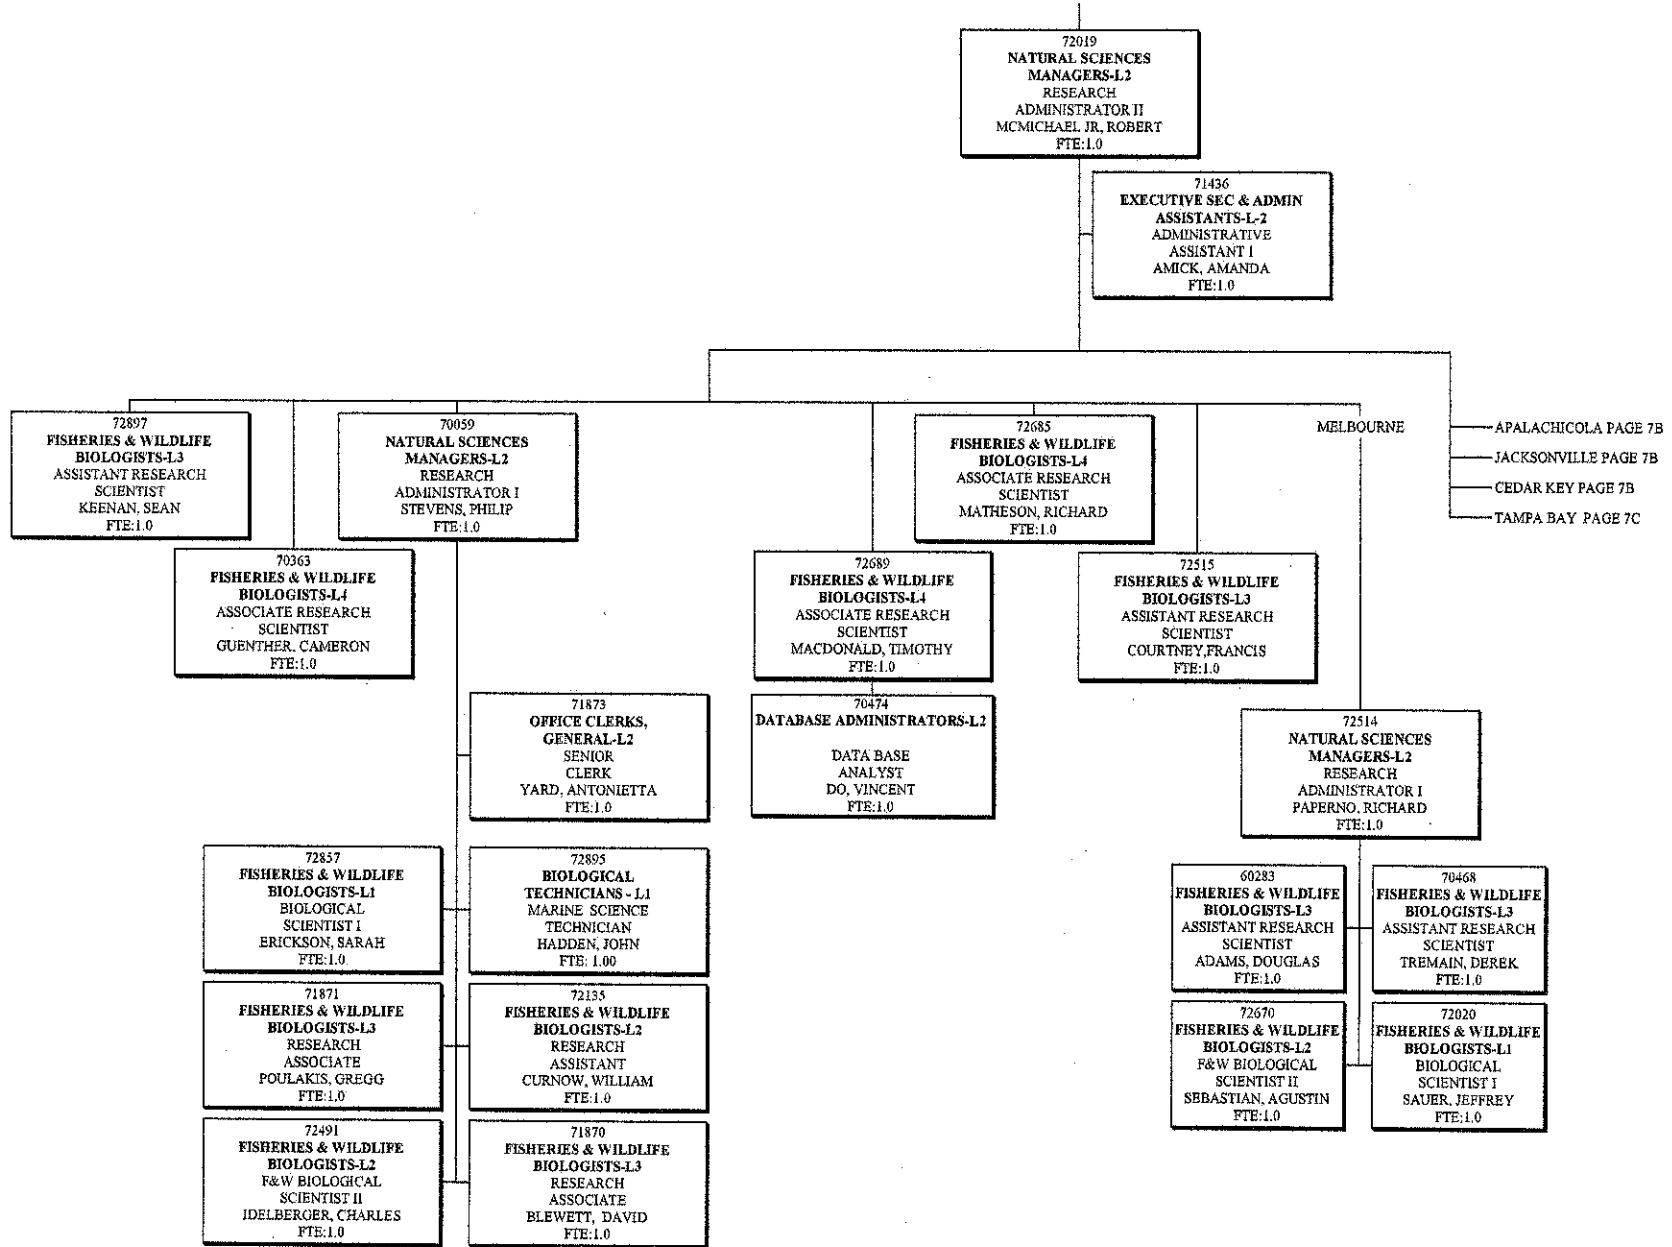 72019
NATURAL SCIENCES
MANAGERS-L2
RESEARCH
ADMINISTRATOR II
MCMICHAEL JR, ROBERT
FTE:1.0
71436
EXECUTIVE SEC & ADMIN
ASSISTANTS-L-2
ADMINISTRATIVE
ASSISTANT I
AMICK, AMANDA
FTE:1.0
72897
FISHERIES & WILDLIFE
BIOLOGISTS-L3
ASSISTANT RESEARCH
SCIENTIST
KEENAN, SEAN
FTE:1.0
70059
NATURAL SCIENCES
MANAGERS-L2
RESEARCH
ADMINISTRATOR I
STEVENS, PHILIP
FTE:1.0
72685
FISHERIES & WILDLIFE
BIOLOGISTS-L4
ASSOCIATE RESEARCH
SCIENTIST
MATHESON, RICHARD
FTE:1.0
MELBOURNE
APALACHICOLA PAGE 7B
JACKSONVILLE PAGE 7B
CEDAR KEY PAGE 7B
TAMPA BAY PAGE 7C
70363
FISHERIES & WILDLIFE
BIOLOGISTS-L4
ASSOCIATE RESEARCH
SCIENTIST
GUENTHER, CAMERON
FTE:1.0
72689
FISHERIES & WILDLIFE
BIOLOGISTS-L4
ASSOCIATE RESEARCH
SCIENTIST
MACDONALD, TIMOTHY
FTE:1.0
72515
FISHERIES & WILDLIFE
BIOLOGISTS-L3
ASSISTANT RESEARCH
SCIENTIST
COURTNEY,FRANCIS
FTE:1.0
71873
OFFICE CLERKS,
GENERAL-L2
SENIOR
CLERK
YARD, ANTONIETTA
FTE:1.0
70474
DATABASE ADMINISTRATORS-L2
DATA BASE
ANALYST
DO, VINCENT
FTE:1.0
72514
NATURAL SCIENCES
MANAGERS-L2
RESEARCH
ADMINISTRATOR I
PAPERNO, RICHARD
FTE:1.0
72857
FISHERIES & WILDLIFE
BIOLOGISTS-L1
BIOLOGICAL
SCIENTIST I
ERICKSON, SARAH
FTE:1.0
72895
BIOLOGICAL
TECHNICIANS - L1
MARINE SCIENCE
TECHNICIAN
HADDEN, JOHN
FTE: 1.00
60283
FISHERIES & WILDLIFE
BIOLOGISTS-L3
ASSISTANT RESEARCH
SCIENTIST
ADAMS, DOUGLAS
FTE:1.0
70468
FISHERIES & WILDLIFE
BIOLOGISTS-L3
ASSISTANT RESEARCH
SCIENTIST
TREMAIN, DEREK
FTE:1.0
71871
FISHERIES & WILDLIFE
BIOLOGISTS-L3
RESEARCH
ASSOCIATE
POULAKIS, GREGG
FTE:1.0
72135
FISHERIES & WILDLIFE
BIOLOGISTS-L2
RESEARCH
ASSISTANT
CURNOW, WILLIAM
FTE:1.0
72670
FISHERIES & WILDLIFE
BIOLOGISTS-L2
F&W BIOLOGICAL
SCIENTIST II
SEBASTIAN, AGUSTIN
FTE:1.0
72020
FISHERIES & WILDLIFE
BIOLOGISTS-L1
BIOLOGICAL
SCIENTIST I
SAUER, JEFFREY
FTE:1.0
72491
FISHERIES & WILDLIFE
BIOLOGISTS-L2
F&W BIOLOGICAL
SCIENTIST II
IDELBERGER, CHARLES
FTE:1.0
71870
FISHERIES & WILDLIFE
BIOLOGISTS-L3
RESEARCH
ASSOCIATE
BLEWETT, DAVID
FTE:1.0